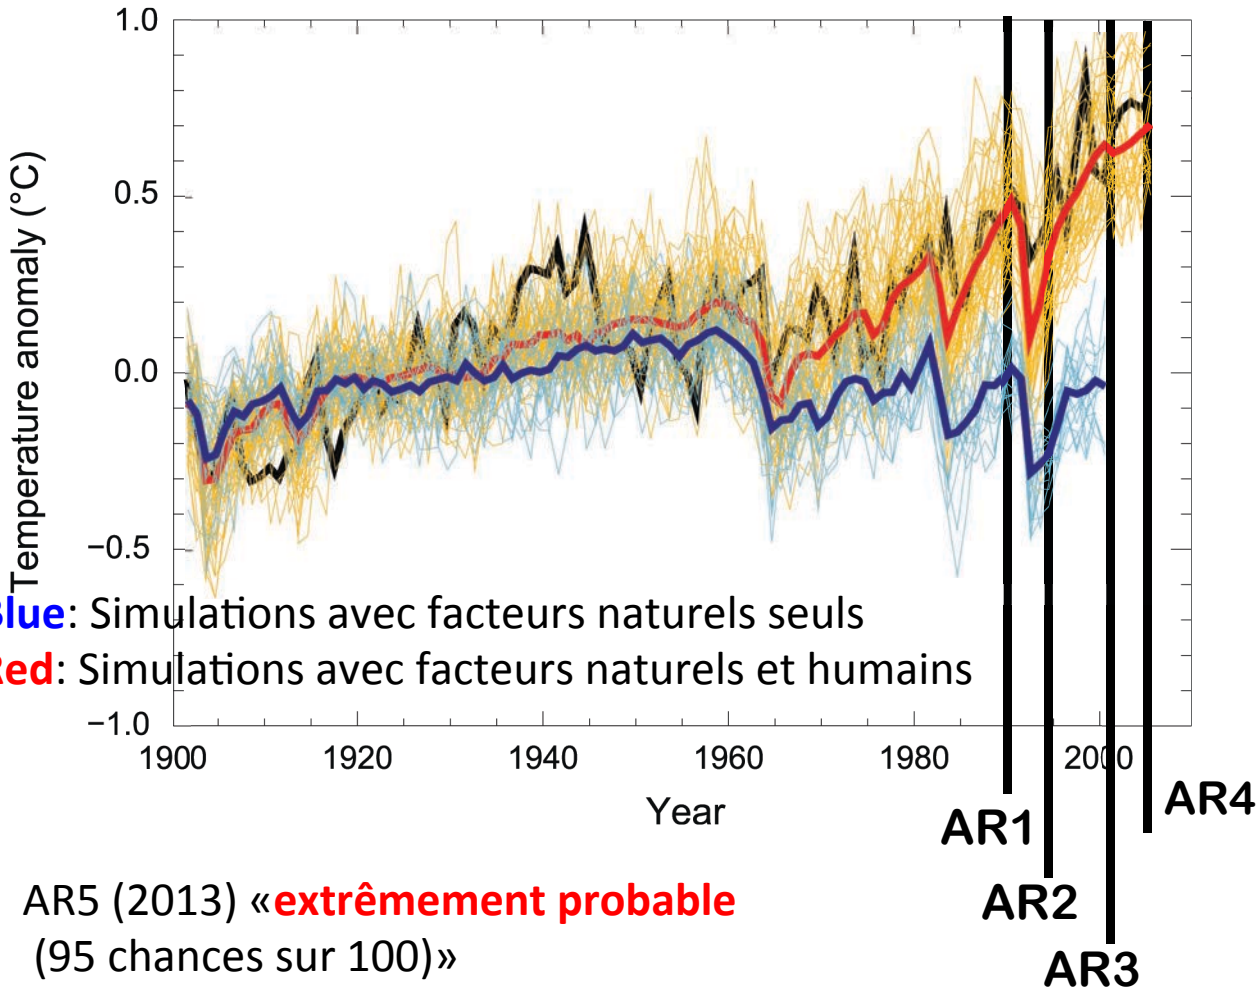 1.0
0.5
0.0
−0.5
−1.0
Temperature anomaly (°C)
lue: Simulations avec facteurs naturels seuls
Red: Simulations avec facteurs naturels et humains
1900 1920 1940 1960 1980 2000
Year
AR1
AR4
AR2
AR3
AR5 (2013) «extrêmement probable
(95 chances sur 100)»